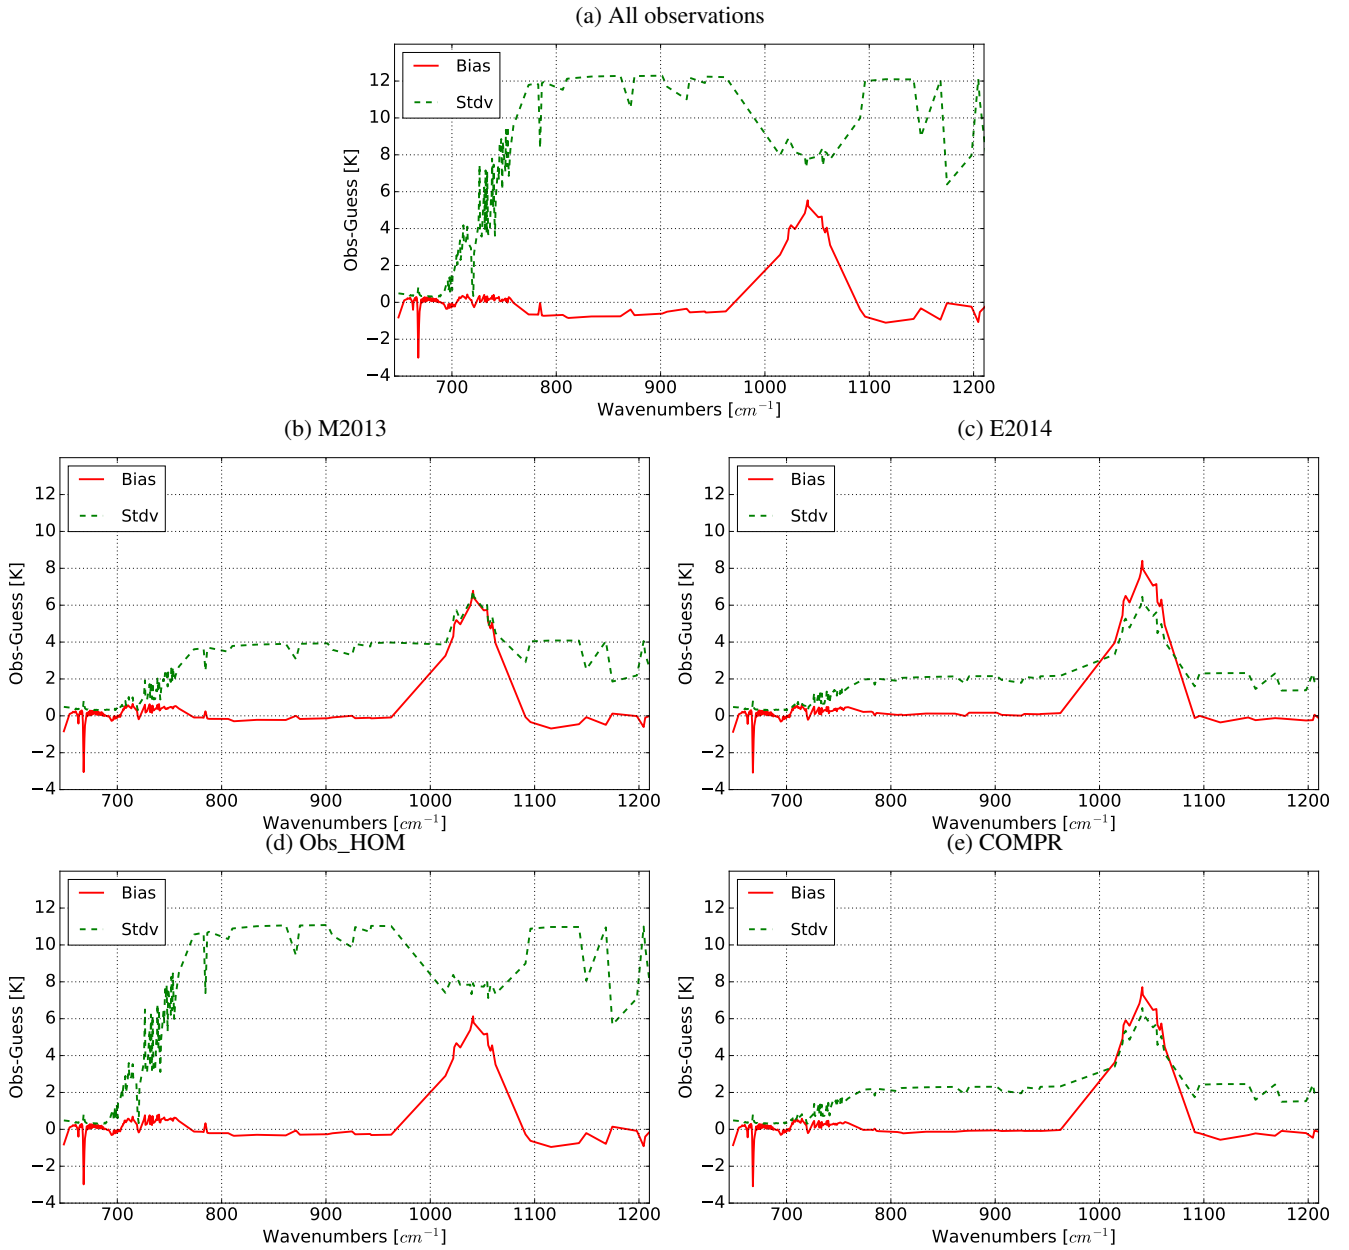 (a) All observations
Bias
Stdv
12
10
8
6
4
2
0
−2
−4
Obs-Guess [K]
700 800 900 1000 1100 1200
Wavenumbers [cm⁻¹]
(b) M2013
Bias
Stdv
12
10
8
6
4
2
0
−2
−4
Obs-Guess [K]
700 800 900 1000 1100 1200
Wavenumbers [cm⁻¹]
(c) E2014
Bias
Stdv
12
10
8
6
4
2
0
−2
−4
Obs-Guess [K]
700 800 900 1000 1100 1200
Wavenumbers [cm⁻¹]
(d) Obs_HOM
Bias
Stdv
12
10
8
6
4
2
0
−2
−4
Obs-Guess [K]
700 800 900 1000 1100 1200
Wavenumbers [cm⁻¹]
(e) COMPR
Bias
Stdv
12
10
8
6
4
2
0
−2
−4
Obs-Guess [K]
700 800 900 1000 1100 1200
Wavenumbers [cm⁻¹]